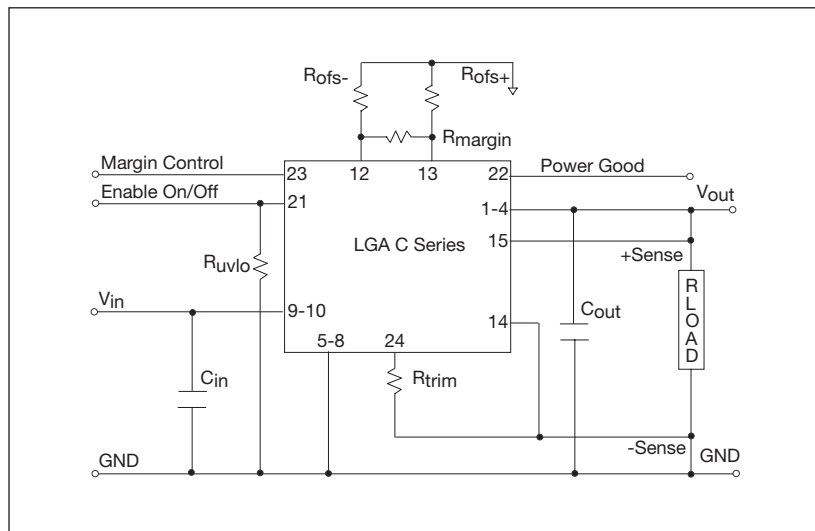 Rofs-
Rofs+
Rmargin
Margin Control
23
12
13
22
Power Good
Enable On/Off
21
1-4
Vout
LGA C Series
15
+Sense
Ruvlo
Vin
9-10
14
Cout
RLOAD
5-8
24
Cin
Rtrim
-Sense
GND
GND